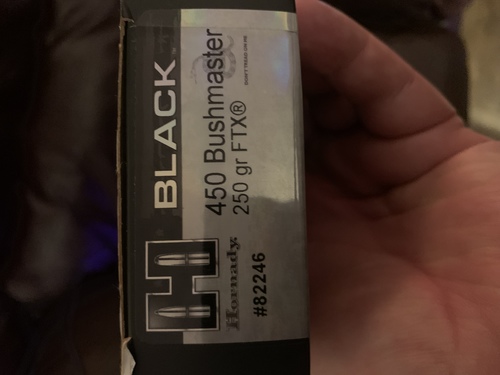 BLACK
450 Bushmaster
250 gr FTX®
H
Hornady
#82246